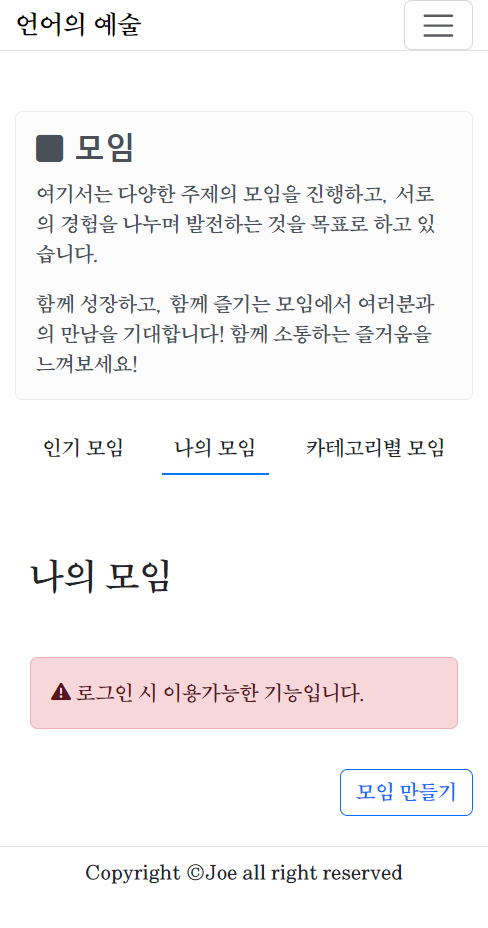 언어의 예술
모임
여기서는 다양한 주제의 모임을 진행하고, 서로
의 경험을 나누며 발전하는 것을 목표로 하고 있
습니다.
함께 성장하고, 함께 즐기는 모임에서 여러분과
의 만남을 기대합니다! 함께 소통하는 즐거움을
느껴보세요!
인기 모임 나의 모임 카테고리별 모임
나의 모임
로그인 시 이용가능한 기능입니다.
모임 만들기
Copyright ©Joe all right reserved